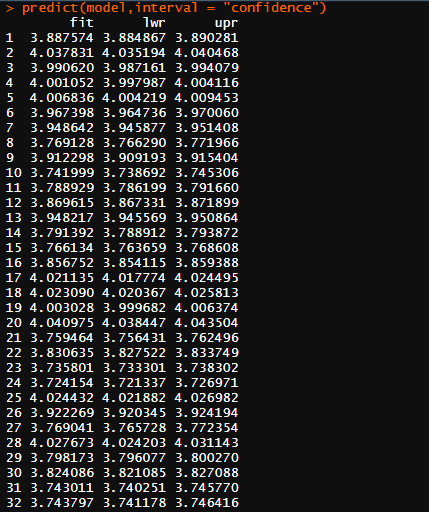 > predict(model,interval = "confidence")
fit lwr upr
1 3.887574 3.884867 3.890281
2 4.037831 4.035194 4.040468
3 3.990620 3.987161 3.994079
4 4.001052 3.997987 4.004116
5 4.006836 4.004219 4.009453
6 3.967398 3.964736 3.970060
7 3.948642 3.945877 3.951408
8 3.769128 3.766290 3.771966
9 3.912298 3.909193 3.915404
10 3.741999 3.738692 3.745306
11 3.788929 3.786199 3.791660
12 3.869615 3.867331 3.871899
13 3.948217 3.945569 3.950864
14 3.791392 3.788912 3.793872
15 3.766134 3.763659 3.768608
16 3.856752 3.854115 3.859388
17 4.021135 4.017774 4.024495
18 4.023090 4.020367 4.025813
19 4.003028 3.999682 4.006374
20 4.040975 4.038447 4.043504
21 3.759464 3.756431 3.762496
22 3.830635 3.827522 3.833749
23 3.735801 3.733301 3.738302
24 3.724154 3.721337 3.726971
25 4.024432 4.021882 4.026982
26 3.922269 3.920345 3.924194
27 3.769041 3.765728 3.772354
28 4.027673 4.024203 4.031143
29 3.798173 3.796077 3.800270
30 3.824086 3.821085 3.827088
31 3.743011 3.740251 3.745770
32 3.743797 3.741178 3.746416